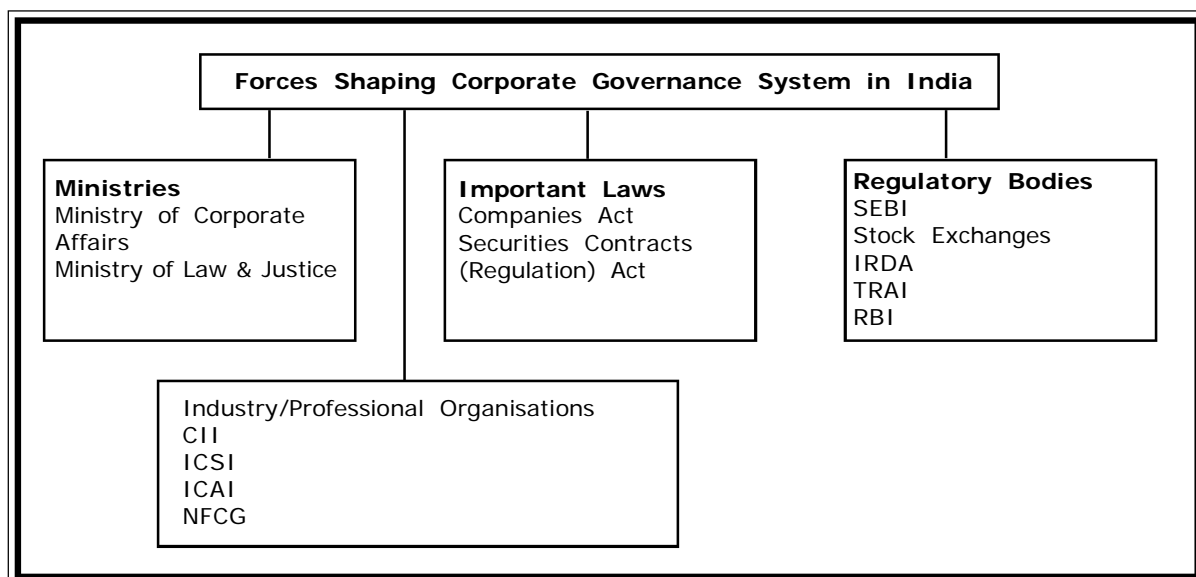 Forces Shaping Corporate Governance System in India
Ministries
Ministry of Corporate
Affairs
Ministry of Law & Justice
Important Laws
Companies Act
Securities Contracts
(Regulation) Act
Regulatory Bodies
SEBI
Stock Exchanges
IRDA
TRAI
RBI
Industry/Professional Organisations
CII
ICSI
ICAI
NFCG